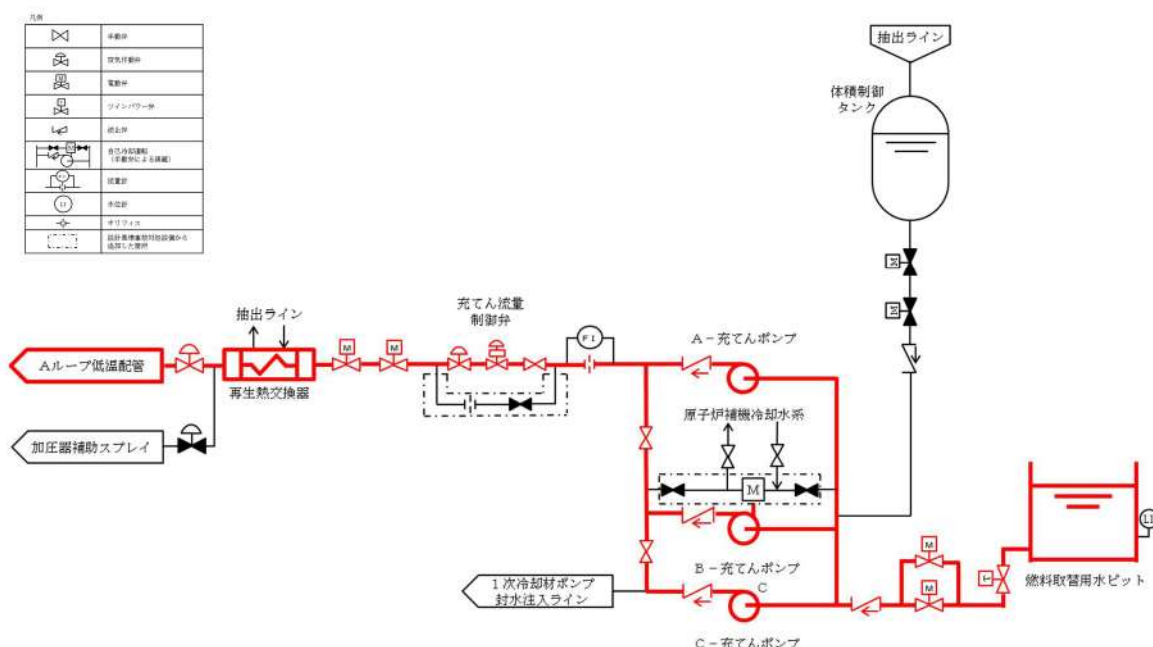 凡例
手動弁
空気作動弁
M
電動弁
ツインパワー弁
逆止弁
M
自己冷却運転
流量計
LI
水位計
オリフィス
抽出ライン
体積制御
タンク
M
M
抽出ライン
充てん流量
制御弁
M
M
FI
A－充てんポンプ
Aループ低温配管
再生熱交換器
原子炉補機冷却水系
加圧器補助スプレイ
M
LI
M
B－充てんポンプ
C
T
燃料取替用水ピット
1次冷却材ポンプ
封水注入ライン
M
C－充てんポンプ